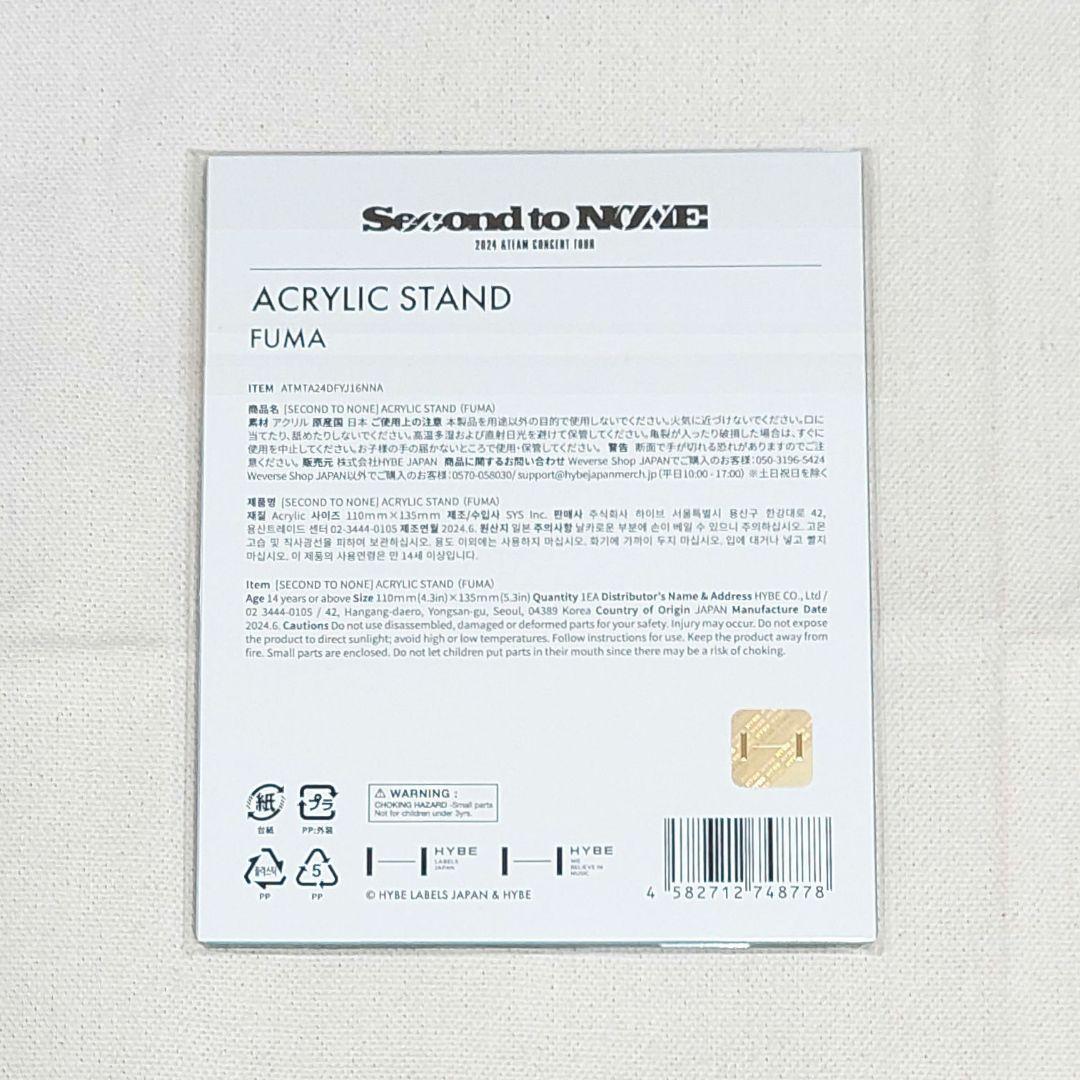 Second to NONE
2024 &TEAM CONCERT TOUR
ACRYLIC STAND
FUMA
ITEM ATMTA24DFYJ16NNA
商品名 [SECOND TO NONE] ACRYLIC STAND (FUMA)
素材 アクリル 原産国 日本 ご使用上の注意 本製品を用途以外の目的で使用しないでください。火気に近づけないでください。口に
当てたり、舐めたりしないでください。高温多湿および直射日光を避けて保管してください。亀裂が入ったり破損した場合は、すぐに
使用を中止してください。お子様の手の届かないところで使用・保管してください。 警告 断面で手が切れる恐れがありますのでご注
意ください。販売元 株式会社HYBE JAPAN 商品に関するお問い合わせ Weverse Shop JAPANでご購入のお客様:050-3196-5424
Weverse Shop JAPAN以外でご購入のお客様:0570-058030/ support@hybejapanmerch.jp (平日10:00 - 17:00) ※土日祝日を除く
제품명 [SECOND TO NONE] ACRYLIC STAND (FUMA)
재질 Acrylic 사이즈 110mm×135mm 제조/수입사 SYS Inc. 판매사 주식회사 하이브 서울특별시 용산구 한강대로 42,
용산트레이드 센터 02-3444-0105 제조연월 2024.6. 원산지 일본 주의사항 날카로운 부분에 손이 베일 수 있으니 주의하십시오. 고온
고습 및 직사광선을 피하여 보관하십시오. 용도 이외에는 사용하지 마십시오. 화기에 가까이 두지 마십시오. 입에 대거나 넣고 빨지
마십시오. 이 제품의 사용연령은 만 14세 이상입니다.
Item [SECOND TO NONE] ACRYLIC STAND (FUMA)
Age 14 years or above Size 110mm(4.3in)×135mm(5.3in) Quantity 1EA Distributor's Name & Address HYBE CO., Ltd /
02 3444-0105 / 42, Hangang-daero, Yongsan-gu, Seoul, 04389 Korea Country of Origin JAPAN Manufacture Date
2024.6. Cautions Do not use disassembled, damaged or deformed parts for your safety. Injury may occur. Do not expose
the product to direct sunlight; avoid high or low temperatures. Follow instructions for use. Keep the product away from
fire. Small parts are enclosed. Do not let children put parts in their mouth since there may be a risk of choking.
紙
台紙
プラ
PP:外装
WARNING :
CHOKING HAZARD -Small parts
Not for children under 3yrs.
플라스틱
PP
5
PP
HYBE
LABELS
JAPAN
HYBE
WE
BELIEVE IN
MUSIC
© HYBE LABELS JAPAN & HYBE
4 582712 748778